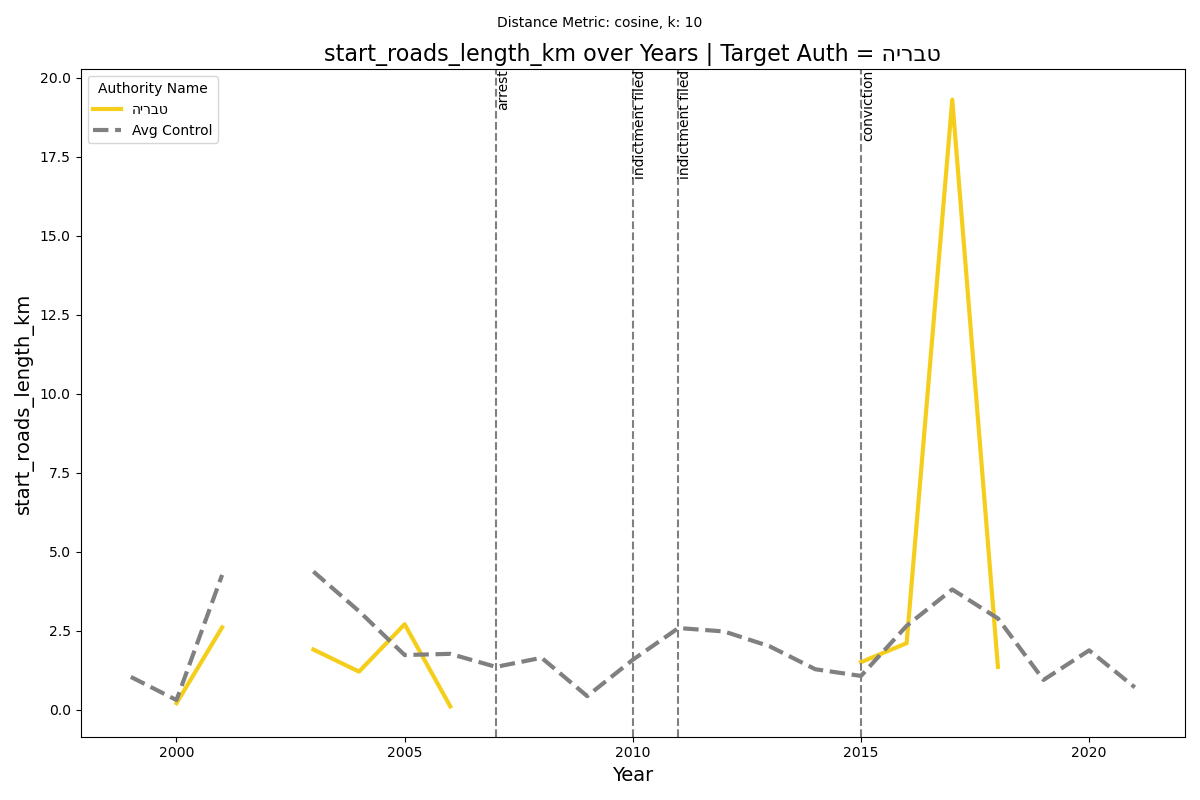 Distance Metric: cosine, k: 10
start_roads_length_km over Years | Target Auth = טבריה
Authority Name
טבריה
Avg Control
arrest
indictment filed
indictment filed
conviction
start_roads_length_km
20.0
17.5
15.0
12.5
10.0
7.5
5.0
2.5
0.0
2000
2005
2010
2015
2020
Year